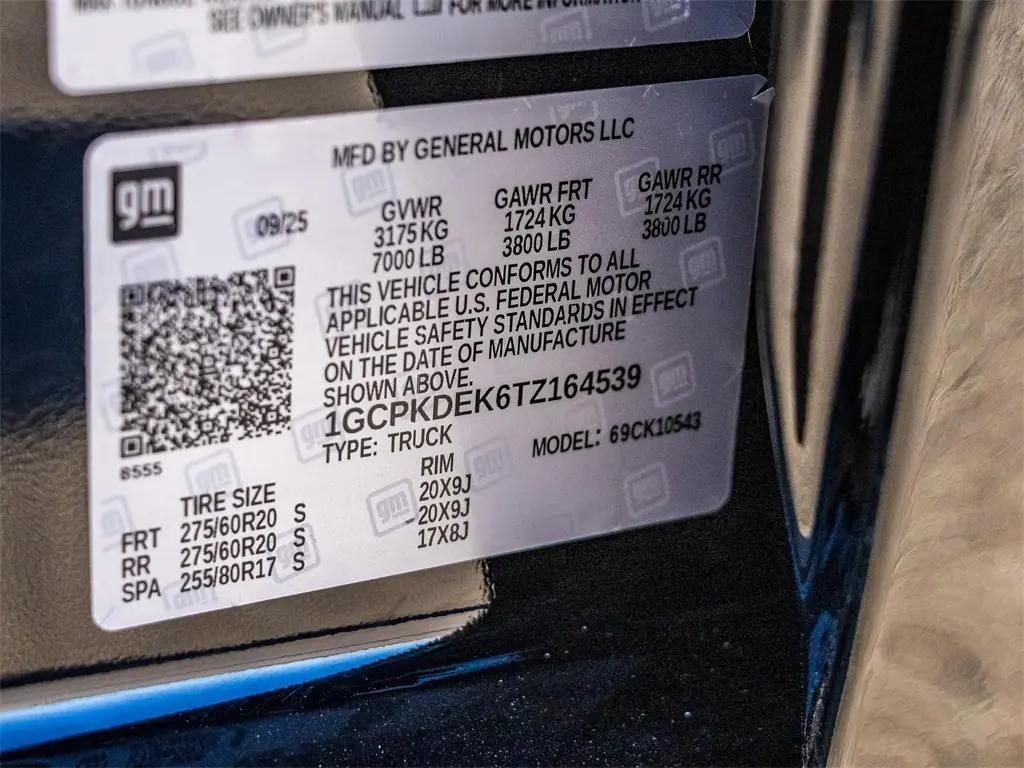 SEE OWNER'S MANUAL FOR MORE INFORMATION
MFD BY GENERAL MOTORS LLC
gm
09/25
GVWR GAWR FRT GAWR RR
3175 KG 1724 KG 1724 KG
7000 LB 3800 LB 3800 LB
THIS VEHICLE CONFORMS TO ALL
APPLICABLE U.S. FEDERAL MOTOR
VEHICLE SAFETY STANDARDS IN EFFECT
ON THE DATE OF MANUFACTURE
SHOWN ABOVE.
1GCPKDEK6TZ164539
TYPE: TRUCK MODEL: 69CK10543
8555
TIRE SIZE RIM
FRT 275/60R20 S 20X9J
RR 275/60R20 S 20X9J
SPA 255/80R17 S 17X8J